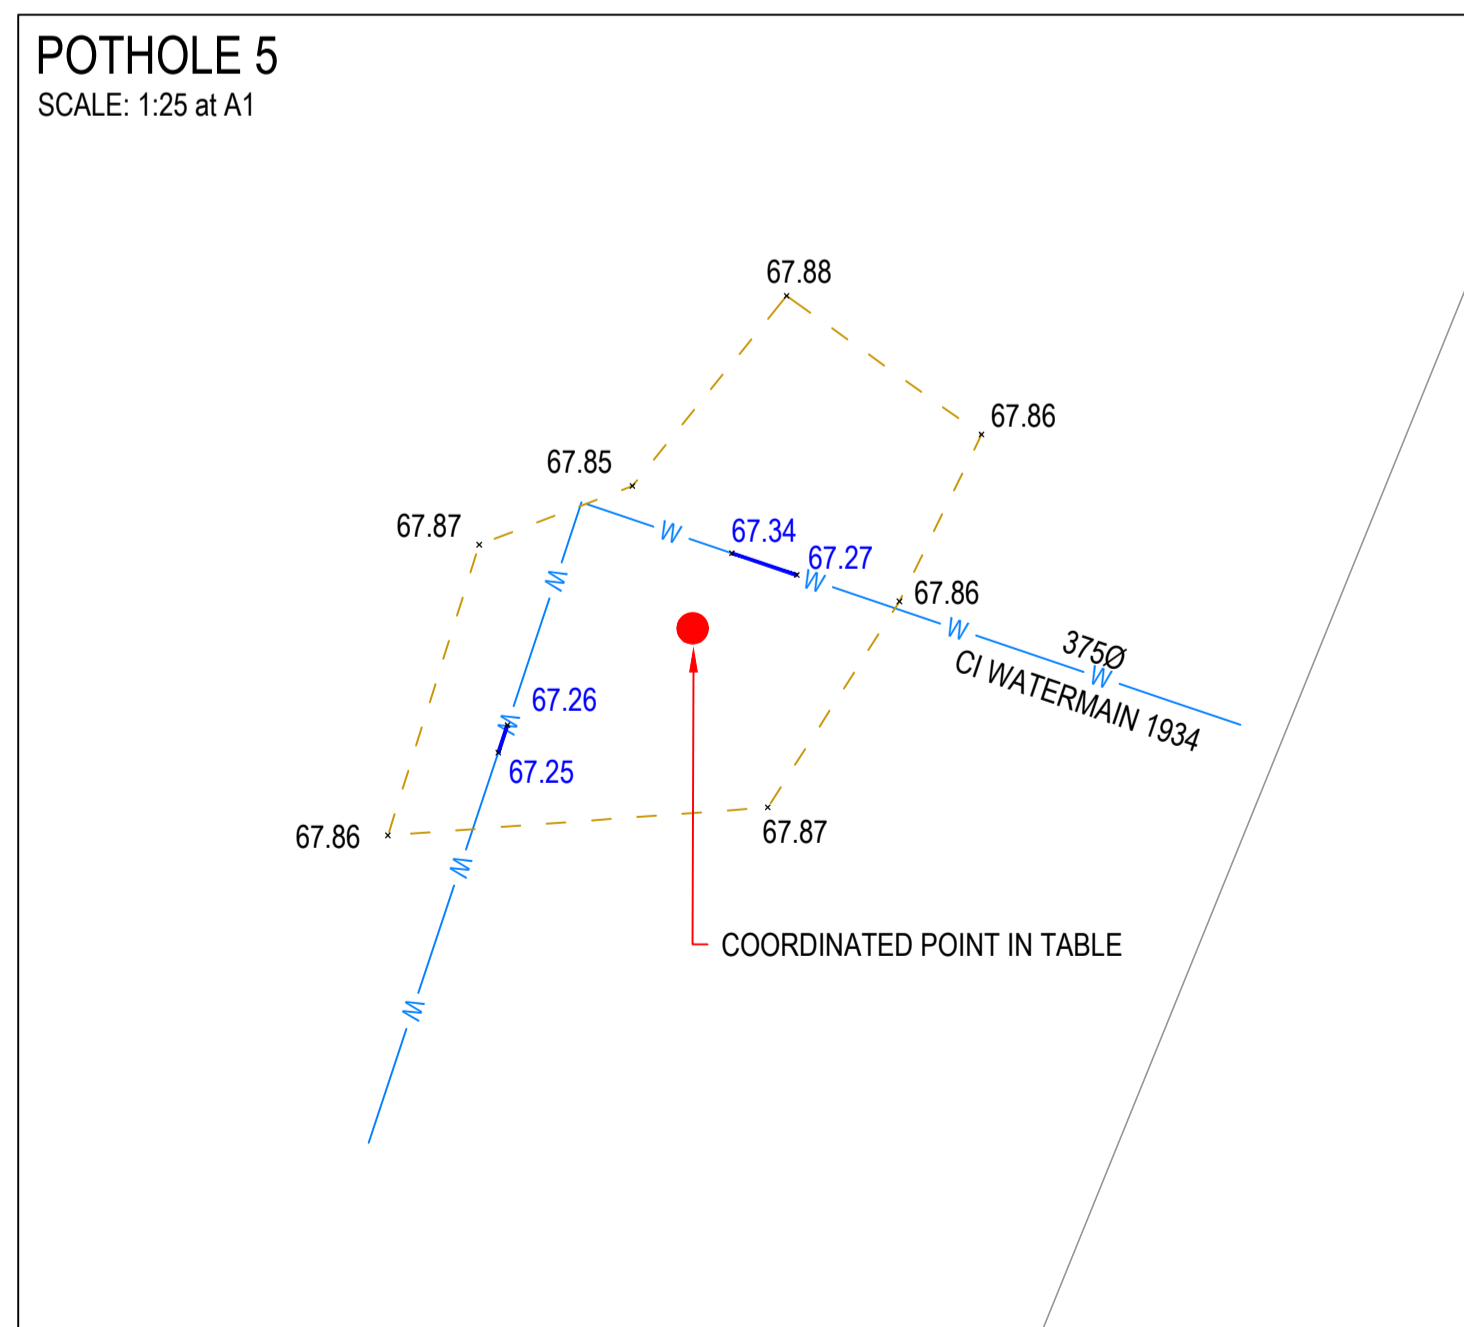 POTHOLE 5
SCALE: 1:25 at A1
67.88
67.86
67.85
67.87
W
67.34
67.27
W
W
67.86
W
375Ø
W
CI WATERMAIN 1934
67.26
W
67.25
67.86
67.87
W
COORDINATED POINT IN TABLE
W